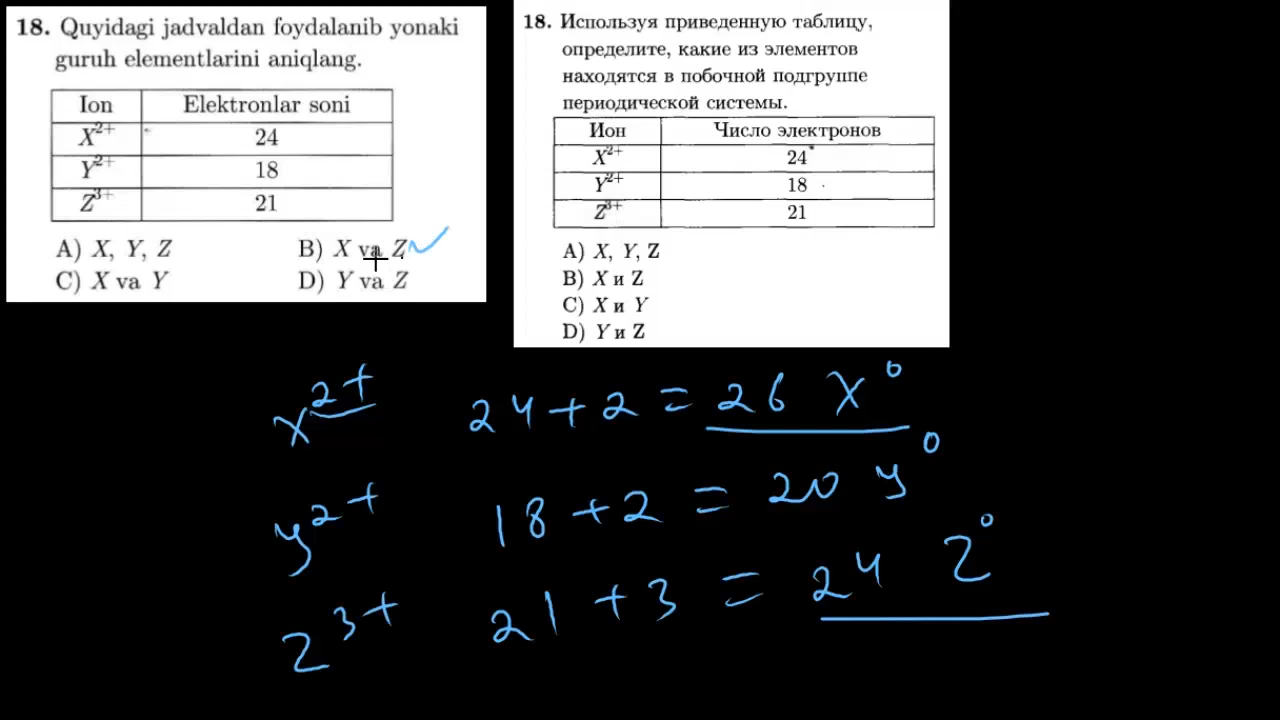 18. Quyidagi jadvaldan foydalanib yonaki
guruh elementlarini aniqlang.
Ion Elektronlar soni
X²⁺ 24
Y²⁺ 18
Z³⁺ 21
A) X, Y, Z B) X va Z
C) X va Y D) Y va Z
18. Используя приведенную таблицу,
определите, какие из элементов
находятся в побочной подгруппе
периодической системы.
Ион Число электронов
X²⁺ 24
Y²⁺ 18
Z³⁺ 21
A) X, Y, Z
B) X и Z
C) X и Y
D) Y и Z
x²⁺ 24+2=26 X⁰
y²⁺ 18+2=20 y⁰
z³⁺ 21+3=24 Z⁰